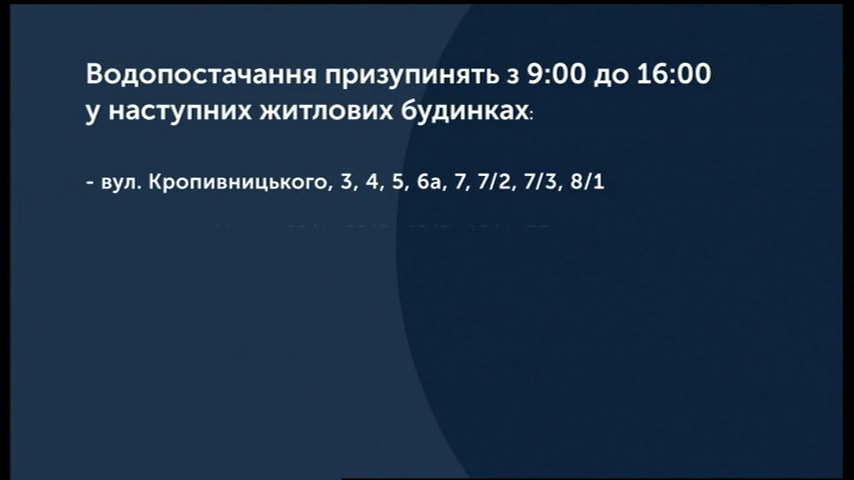 Водопостачання призупинять з 9:00 до 16:00
у наступних житлових будинках:
- вул. Кропивницького, 3, 4, 5, 6а, 7, 7/2, 7/3, 8/1